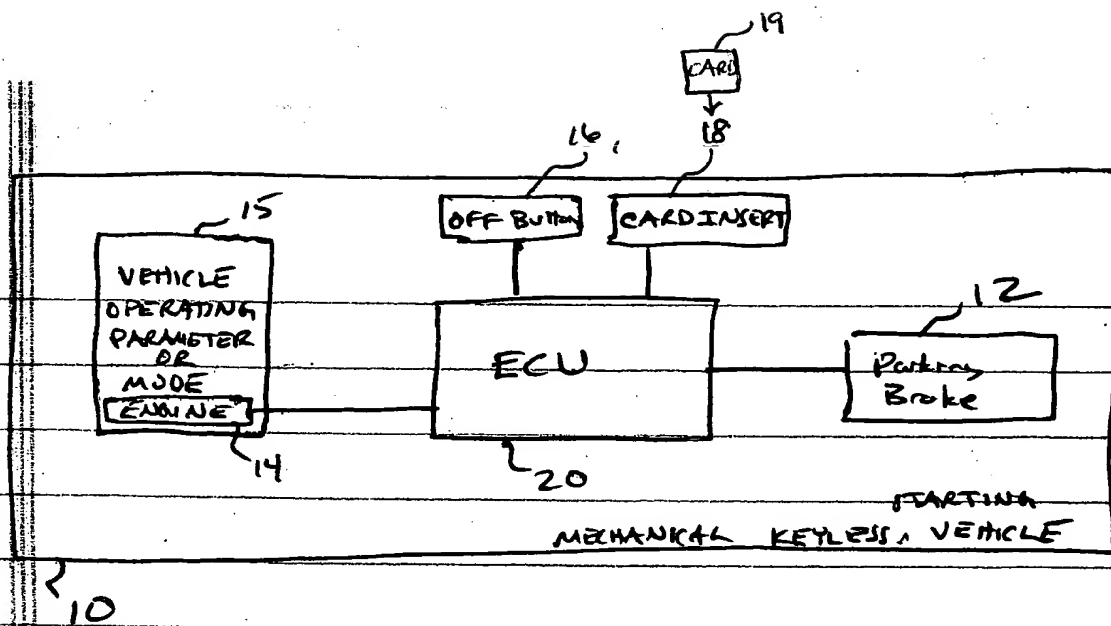 19
CARD
16,
18
15
OFF Button
CARD INSERT
VEHICLE
OPERATING
PARAMETER
OR
MODE
ENGINE
14
ECU
20
12
Parking
Brake
STARTING
MECHANICAL KEYLESS ^ VEHICLE
10